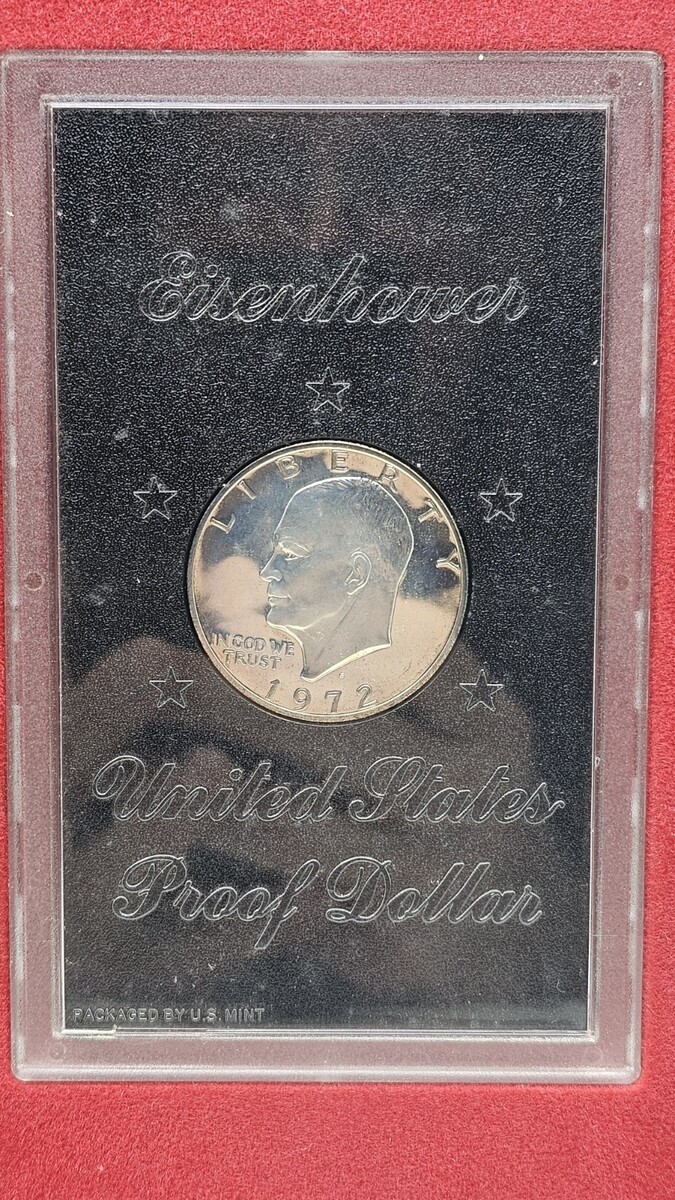 Eisenhower
LIBERTY
IN GOD WE
TRUST
S
1972
United States
Proof Dollar
PACKAGED BY U.S. MINT